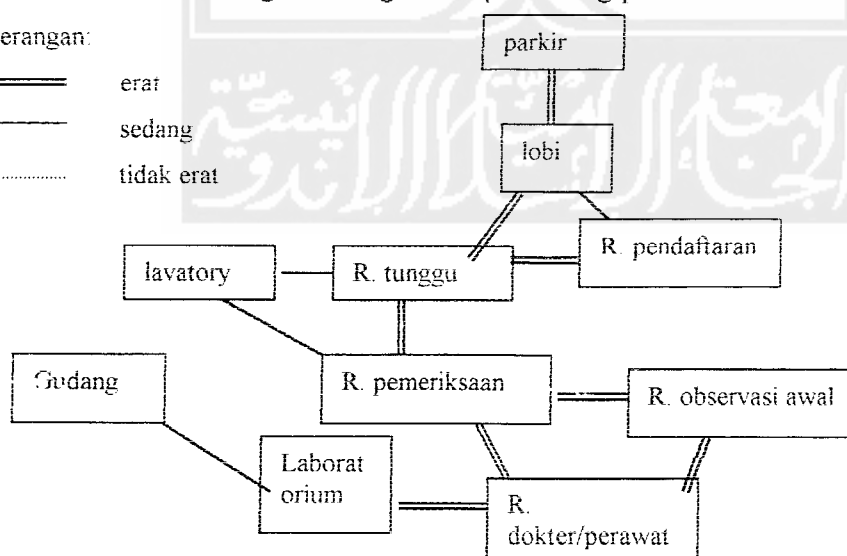 erangan:
erat
sedang
tidak erat
parkir
lobi
R. pendaftaran
lavatory
R. tunggu
Gudang
R. pemeriksaan
R. observasi awal
Laborat
orium
R.
dokter/perawat